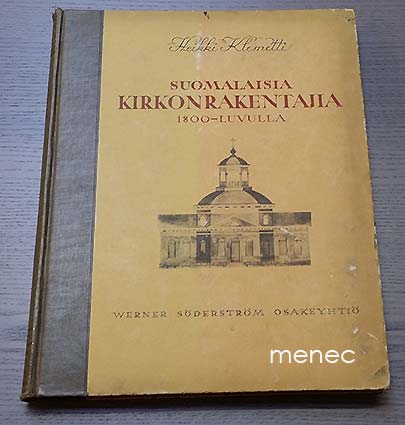 Heikki Klemetti
SUOMALAISIA
KIRKONRAKENTAJIA
1800-LUVULLA
WERNER SÖDERSTRÖM OSAKEYHTIÖ
menec